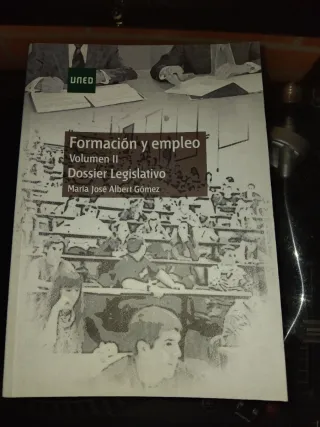 UNED
Formación y empleo
Volumen II
Dossier Legislativo
María José Albert Gómez